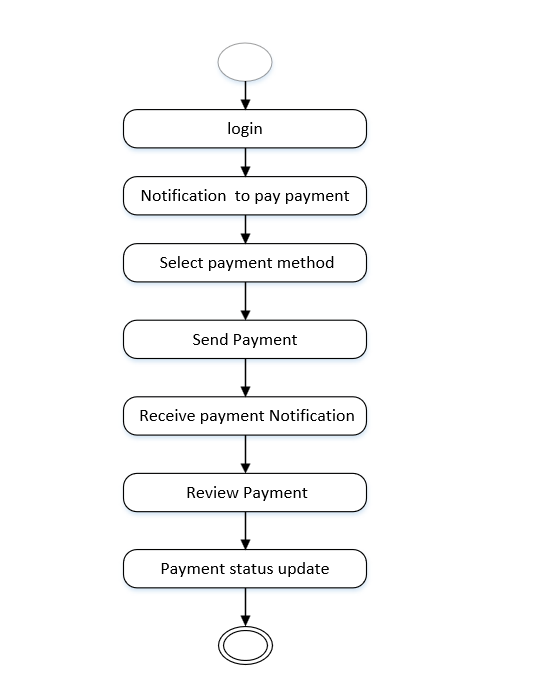 login
Notification  to pay payment
Select payment method
Send Payment
Receive payment Notification
Review Payment
Payment status update